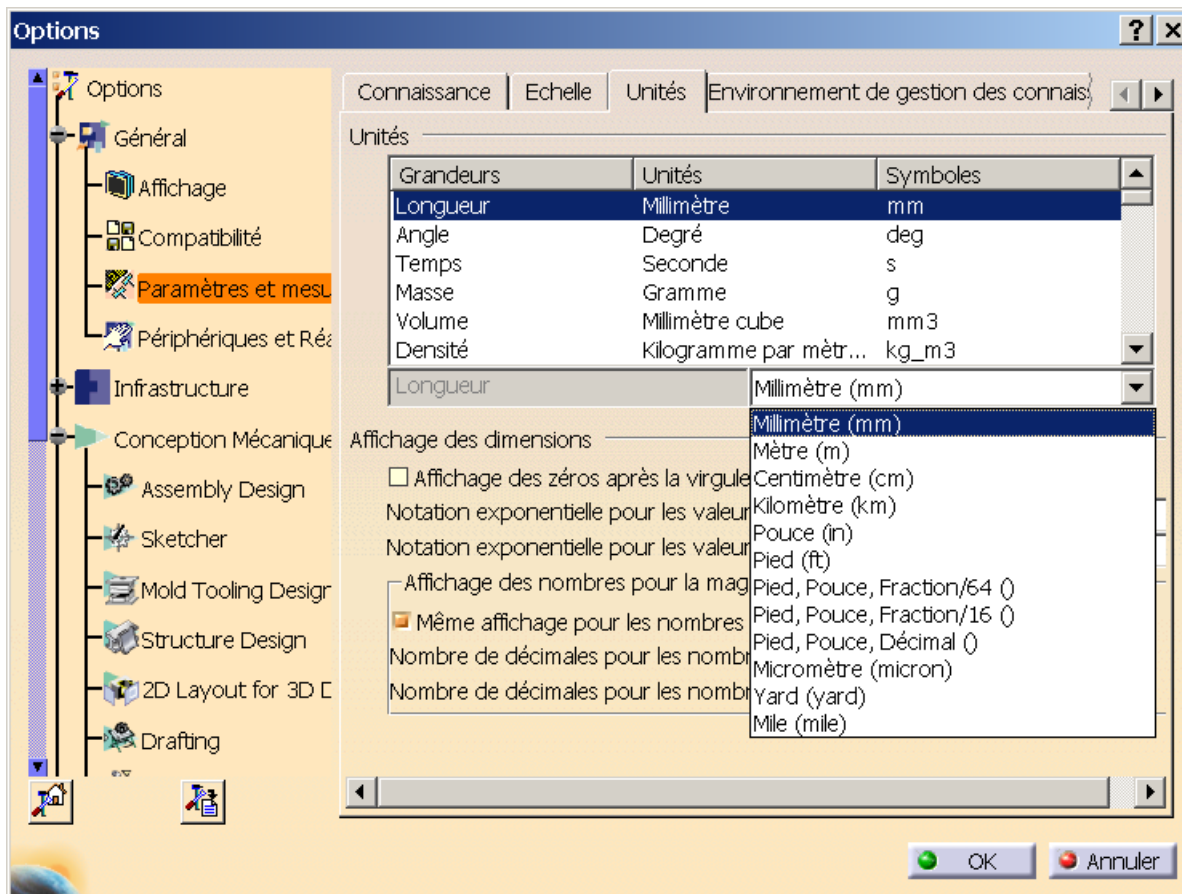 Options
Options
Général
Affichage
Compatibilité
Paramètres et mesu
Périphériques et Réa
Infrastructure
Conception Mécanique
Assembly Design
Sketcher
Mold Tooling Design
Structure Design
2D Layout for 3D D
Drafting
Connaissance Echelle Unités Environnement de gestion des connais
Unités
Grandeurs Unités Symboles
Longueur Millimètre mm
Angle Degré deg
Temps Seconde s
Masse Gramme g
Volume Millimètre cube mm3
Densité Kilogramme par mètr... kg_m3
Longueur Millimètre (mm)
Millimètre (mm)
Mètre (m)
Centimètre (cm)
Kilomètre (km)
Pouce (in)
Pied (ft)
Pied, Pouce, Fraction/64 ()
Pied, Pouce, Fraction/16 ()
Pied, Pouce, Décimal ()
Micromètre (micron)
Yard (yard)
Mile (mile)
Affichage des dimensions
Affichage des zéros après la virgule
Notation exponentielle pour les valeur
Notation exponentielle pour les valeur
Affichage des nombres pour la mag
Même affichage pour les nombres
Nombre de décimales pour les nombr
Nombre de décimales pour les nombr
OK Annuler